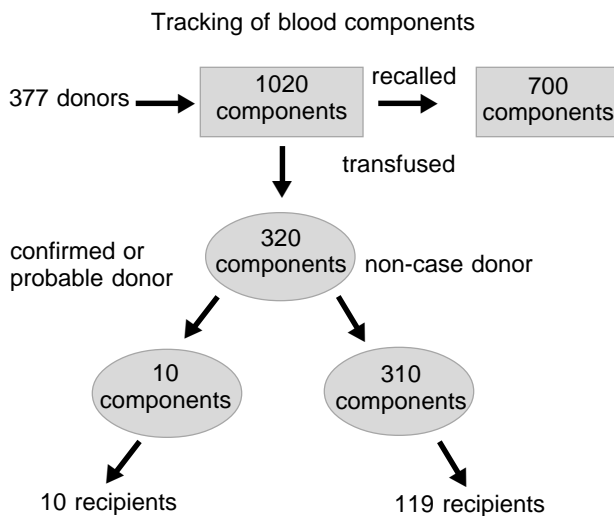 Tracking of blood components
377 donors
1020
components
recalled
700
components
transfused
320
components
confirmed or
probable donor
non-case donor
10
components
310
components
10 recipients
119 recipients